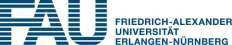 FAU
FRIEDRICH-ALEXANDER
UNIVERSITÄT
ERLANGEN-NÜRNBERG